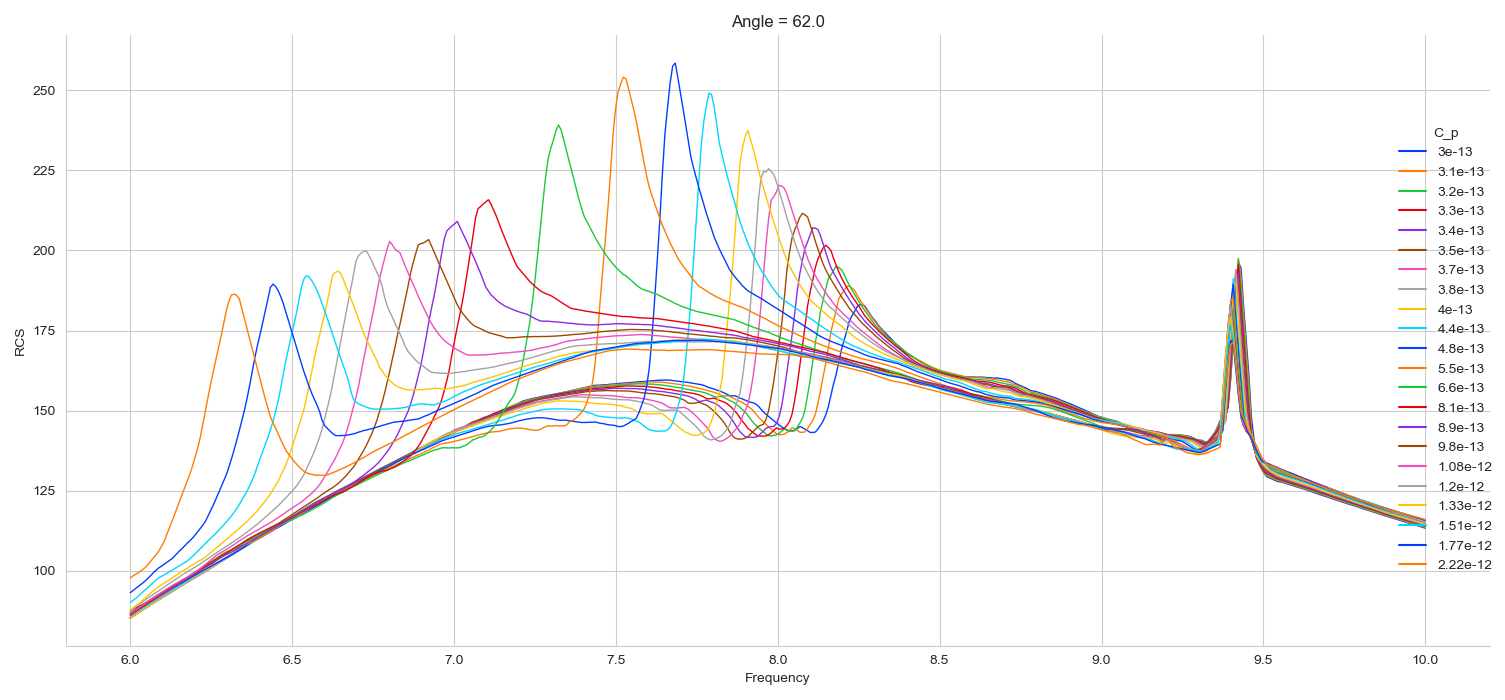 Angle = 62.0
RCS
250
225
200
175
150
125
100
6.0
6.5
7.0
7.5
8.0
8.5
9.0
9.5
10.0
Frequency
C_p
3e-13
3.1e-13
3.2e-13
3.3e-13
3.4e-13
3.5e-13
3.7e-13
3.8e-13
4e-13
4.4e-13
4.8e-13
5.5e-13
6.6e-13
8.1e-13
8.9e-13
9.8e-13
1.08e-12
1.2e-12
1.33e-12
1.51e-12
1.77e-12
2.22e-12